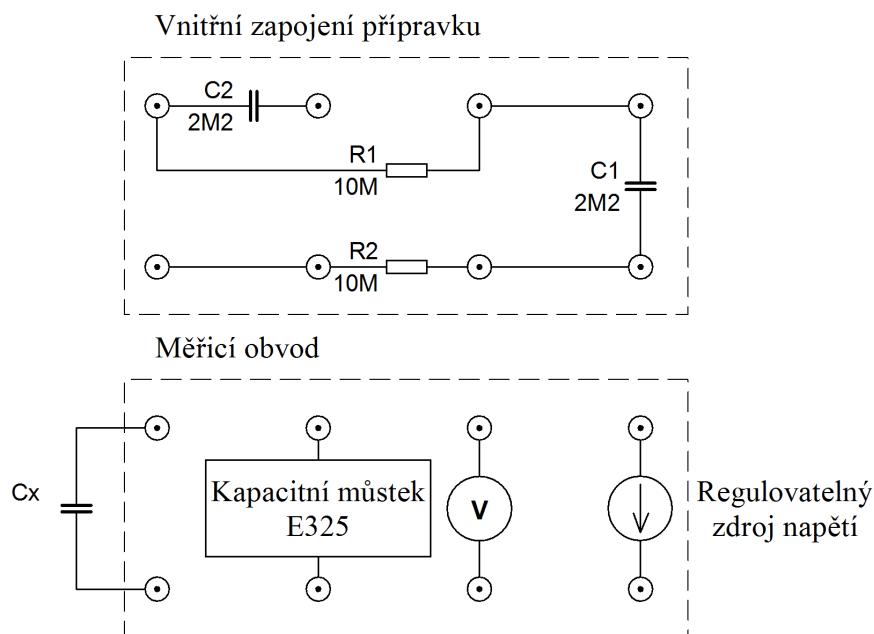 Vnitřní zapojení přípravku
C2
2M2
R1
10M
C1
2M2
R2
10M
Měřicí obvod
Cx
Kapacitní můstek
E325
V
Regulovatelný
zdroj napětí